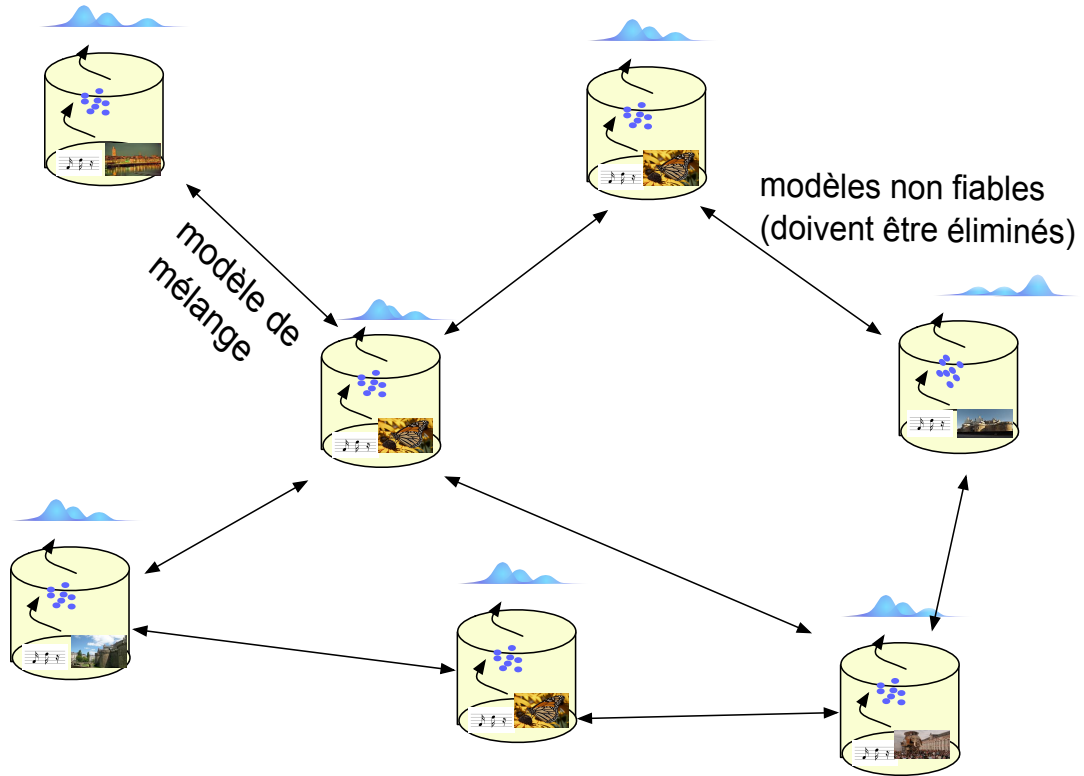 modèles non fiables
(doivent être éliminés)
modèle de
mélange